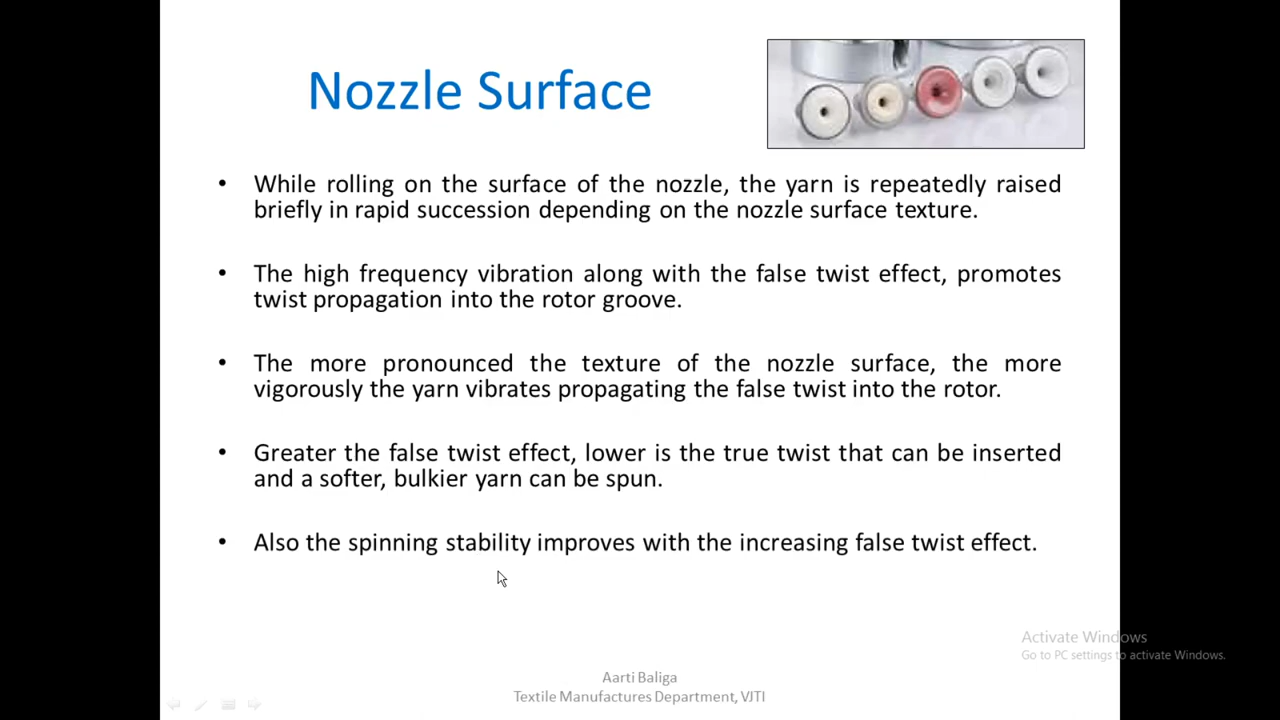 Nozzle Surface
• While rolling on the surface of the nozzle, the yarn is repeatedly raised
briefly in rapid succession depending on the nozzle surface texture.
• The high frequency vibration along with the false twist effect, promotes
twist propagation into the rotor groove.
• The more pronounced the texture of the nozzle surface, the more
vigorously the yarn vibrates propagating the false twist into the rotor.
• Greater the false twist effect, lower is the true twist that can be inserted
and a softer, bulkier yarn can be spun.
• Also the spinning stability improves with the increasing false twist effect.
Activate Windows
Go to PC settings to activate Windows.
Aarti Baliga
Textile Manufactures Department, VJTI